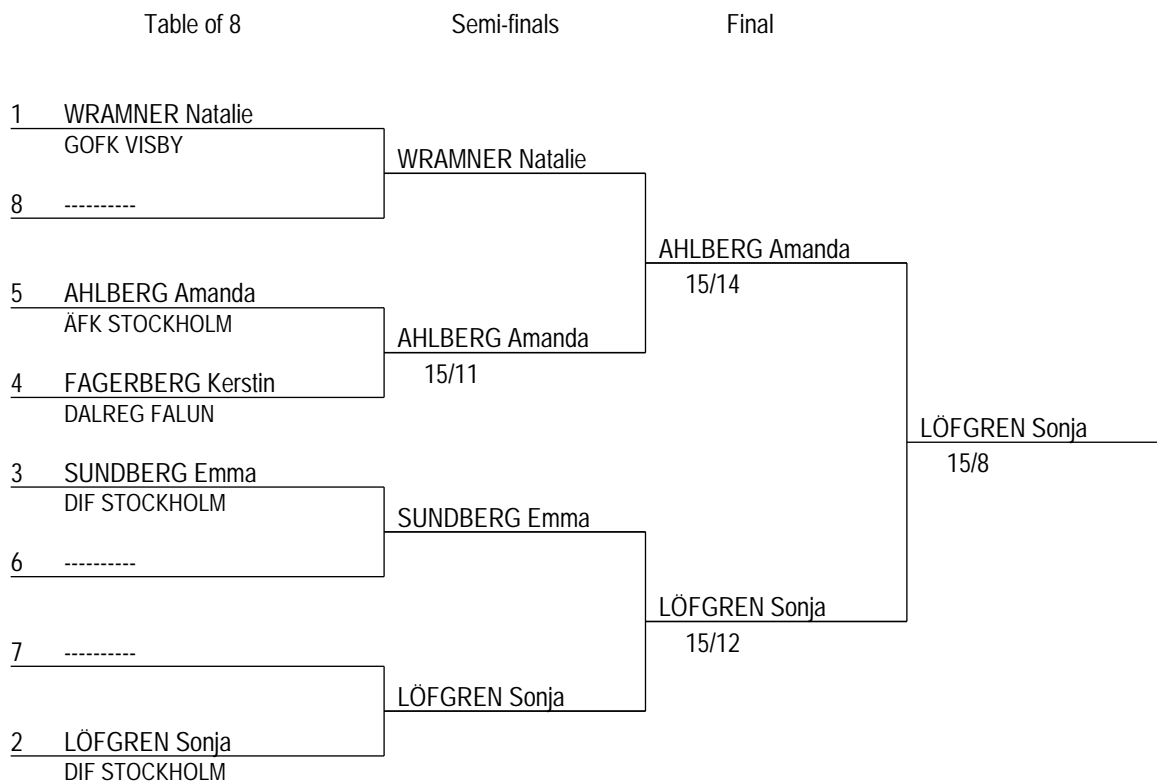 Table of 8 Semi-finals Final
1 WRAMNER Natalie
GOFK VISBY
WRAMNER Natalie
8 ----------
AHLBERG Amanda
15/14
5 AHLBERG Amanda
ÄFK STOCKHOLM
AHLBERG Amanda
15/11
4 FAGERBERG Kerstin
DALREG FALUN
LÖFGREN Sonja
15/8
3 SUNDBERG Emma
DIF STOCKHOLM
SUNDBERG Emma
6 ----------
LÖFGREN Sonja
15/12
7 ----------
LÖFGREN Sonja
2 LÖFGREN Sonja
DIF STOCKHOLM